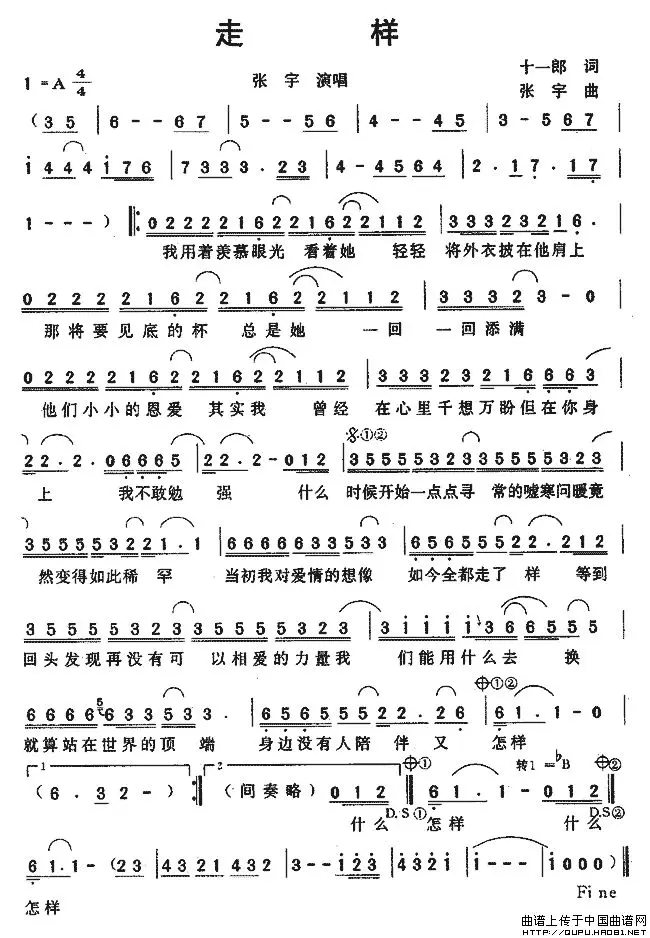 走 样
1=A 4/4 张宇 演唱 十一郎 词
张宇 曲
(3 5 | 6 - - 6 7 | 5 - - 5 6 | 4 - - 4 5 | 3 - 5 6 7 |
i 4 4 4 i 7 6 | 7 3 3 3 . 2 3 | 4 - 4 5 6 4 | 2 . 1 7 . 1 7 |
1 - - - ) ‖: 0 2 2 2 2 1 6 2 2 1 6 2 2 1 1 2 | 3 3 3 2 3 2 1 6 .
我用着羡慕眼光 看着她 轻轻 将外衣披在他肩上
0 2 2 2 2 2 1 6 2 2 1 6 2 2 1 1 2 | 3 3 3 2 3 - 0
那将要见底的杯 总是她 一回 一回添满
0 2 2 2 2 2 1 6 2 2 1 6 2 2 1 1 2 | 3 3 3 2 3 2 2 1 6 6 6 3
他们小小的恩爱 其实我 曾经 在心里千想万盼但在你身
2 2 . 2 . 0 6 6 6 5 | 2 2 . 2 - 0 1 2 | 3 5 5 5 5 5 3 2 3 5 5 5 5 3 2 3
𝄋①②
上 我不敢勉 强 什么 时候开始一点点寻 常的嘘寒问暖竟
3 5 5 5 5 5 3 2 2 1 . 1 | 6 6 6 6 6 3 3 5 3 3 | 6 5 6 5 5 5 2 2 . 2 1 2
然变得如此稀 罕 当初我对爱情的想像 如今全都走了 样 等到
3 5 5 5 5 3 2 3 3 5 5 5 5 3 2 3 | 3 i i i i 3 6 6 5 5
回头发现再没有可 以相爱的力量我 们能用什么去 换
6 6 6 6 5 6 3 3 5 3 3 | 6 5 6 5 5 5 2 2 . 2 6 | 6 1 . 1 - 0
①②
就算站在世界的顶 端 身边没有人陪 伴又 怎样
1 2 ① 转1=♭B ②
( 6 . 3 2 - ) :‖ (间奏略) 0 1 2 ‖ 6 1 . 1 - 0 1 2 ‖
什么 D.S① 怎样 什么 D.S②
6 1 . 1 - (2 3 | 4 3 2 1 4 3 2 | 3 - - i 2 3 | 4 3 2 i | i - - - | i 0 0 0 ) ‖
怎样 Fine
曲谱上传于中国曲谱网
http://QUPU.HAO81.NET